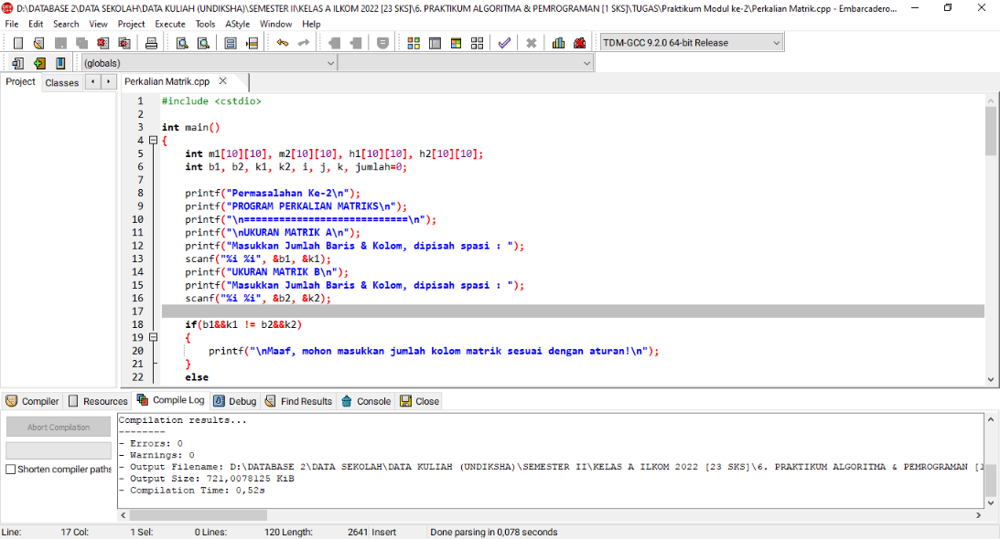 D:\DATABASE 2\DATA SEKOLAH\DATA KULIAH (UNDIKSHA)\SEMESTER II\KELAS A ILKOM 2022 [23 SKS]\6. PRAKTIKUM ALGORITMA & PEMROGRAMAN [1 SKS]\TUGAS\Praktikum Modul ke-2\Perkalian Matrik.cpp - Embarcadero...
File Edit Search View Project Execute Tools AStyle Window Help
TDM-GCC 9.2.0 64-bit Release
(globals)
Project Classes Perkalian Matrik.cpp
1 #include <cstdio>
2
3 int main()
4 {
5 int m1[10][10], m2[10][10], h1[10][10], h2[10][10];
6 int b1, b2, k1, k2, i, j, k, jumlah=0;
7
8 printf("Permasalahan Ke-2\n");
9 printf("PROGRAM PERKALIAN MATRIKS\n");
10 printf("\n============================\n");
11 printf("\nUKURAN MATRIK A\n");
12 printf("Masukkan Jumlah Baris & Kolom, dipisah spasi : ");
13 scanf("%i %i", &b1, &k1);
14 printf("UKURAN MATRIK B\n");
15 printf("Masukkan Jumlah Baris & Kolom, dipisah spasi : ");
16 scanf("%i %i", &b2, &k2);
17
18 if(b1&&k1 != b2&&k2)
19 {
20 printf("\nMaaf, mohon masukkan jumlah kolom matrik sesuai dengan aturan!\n");
21 }
22 else
Compiler Resources Compile Log Debug Find Results Console Close
Abort Compilation
Shorten compiler paths
Compilation results...
--------
- Errors: 0
- Warnings: 0
- Output Filename: D:\DATABASE 2\DATA SEKOLAH\DATA KULIAH (UNDIKSHA)\SEMESTER II\KELAS A ILKOM 2022 [23 SKS]\6. PRAKTIKUM ALGORITMA & PEMROGRAMAN [1
- Output Size: 721,0078125 KiB
- Compilation Time: 0,52s
Line: 17 Col: 1 Sel: 0 Lines: 120 Length: 2641 Insert Done parsing in 0,078 seconds